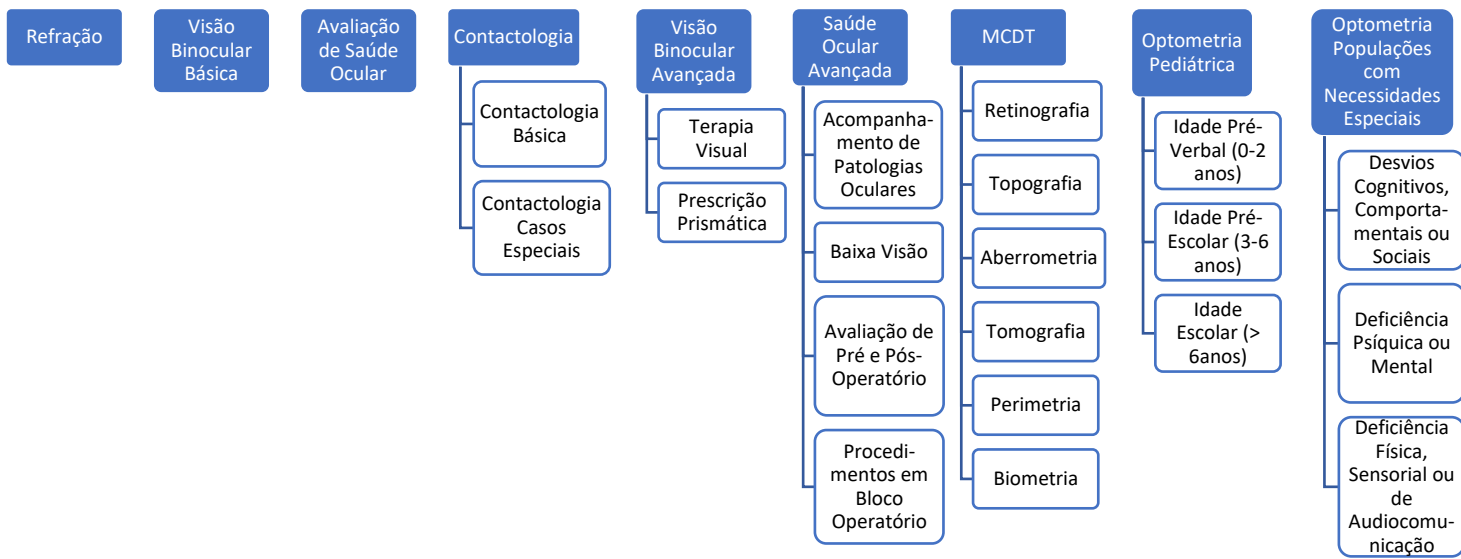 Refração
Visão
Binocular
Básica
Avaliação
de Saúde
Ocular
Contactologia
Contactologia
Básica
Contactologia
Casos
Especiais
Visão
Binocular
Avançada
Terapia
Visual
Prescrição
Prismática
Saúde
Ocular
Avançada
Acompanha-
mento de
Patologias
Oculares
Baixa Visão
Avaliação de
Pré e Pós-
Operatório
Procedi-
mentos em
Bloco
Operatório
MCDT
Retinografia
Topografia
Aberrometria
Tomografia
Perimetria
Biometria
Optometria
Pediátrica
Idade Pré-
Verbal (0-2
anos)
Idade Pré-
Escolar (3-6
anos)
Idade
Escolar (>
6anos)
Optometria
Populações
com
Necessidades
Especiais
Desvios
Cognitivos,
Comporta-
mentais ou
Sociais
Deficiência
Psíquica ou
Mental
Deficiência
Física,
Sensorial ou
de
Audiocomu-
nicação